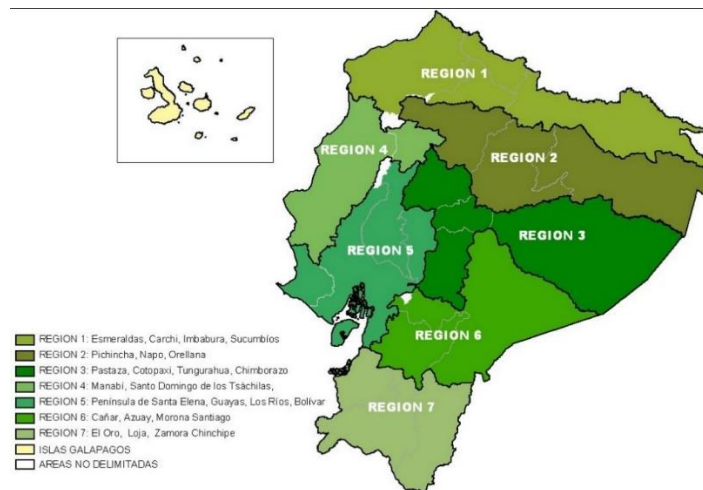 REGION 1
REGION 2
REGION 4
REGION 3
REGION 5
REGION 6
REGION 7
REGION 1: Esmeraldas, Carchi, Imbabura, Sucumbíos
REGION 2: Pichincha, Napo, Orellana
REGION 3: Pastaza, Cotopaxi, Tungurahua, Chimborazo
REGION 4: Manabí, Santo Domingo de los Tsáchilas,
REGION 5: Península de Santa Elena, Guayas, Los Ríos, Bolívar
REGION 6: Cañar, Azuay, Morona Santiago
REGION 7: El Oro, Loja, Zamora Chinchipe
ISLAS GALAPAGOS
AREAS NO DELIMITADAS